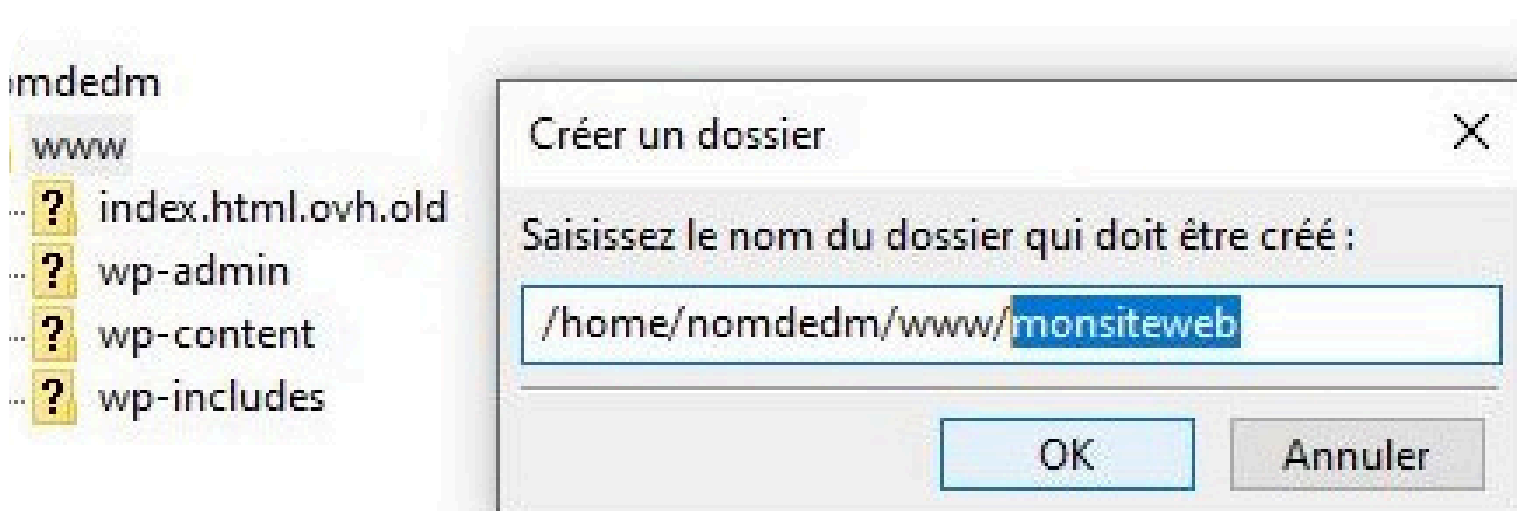 omdedm
www
index.html.ovh.old
wp-admin
wp-content
wp-includes
Créer un dossier
Saisissez le nom du dossier qui doit être créé :
/home/nomdedm/www/monsiteweb
OK
Annuler